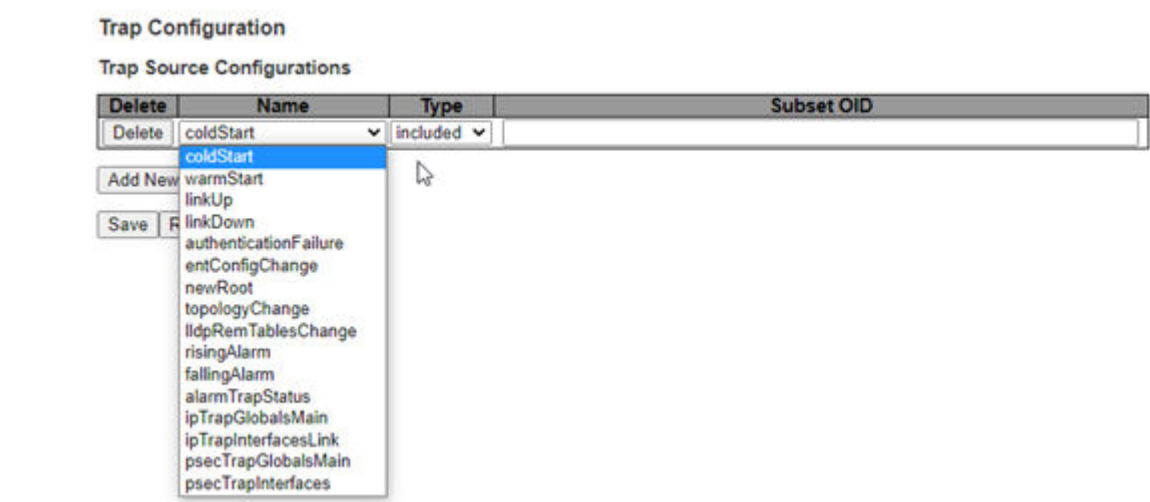 Trap Configuration
Trap Source Configurations
Delete Name Type Subset OID
Delete coldStart included
coldStart
Add New warmStart
linkUp
Save R linkDown
authenticationFailure
entConfigChange
newRoot
topologyChange
lldpRemTablesChange
risingAlarm
fallingAlarm
alarmTrapStatus
ipTrapGlobalsMain
ipTrapInterfacesLink
psecTrapGlobalsMain
psecTrapInterfaces